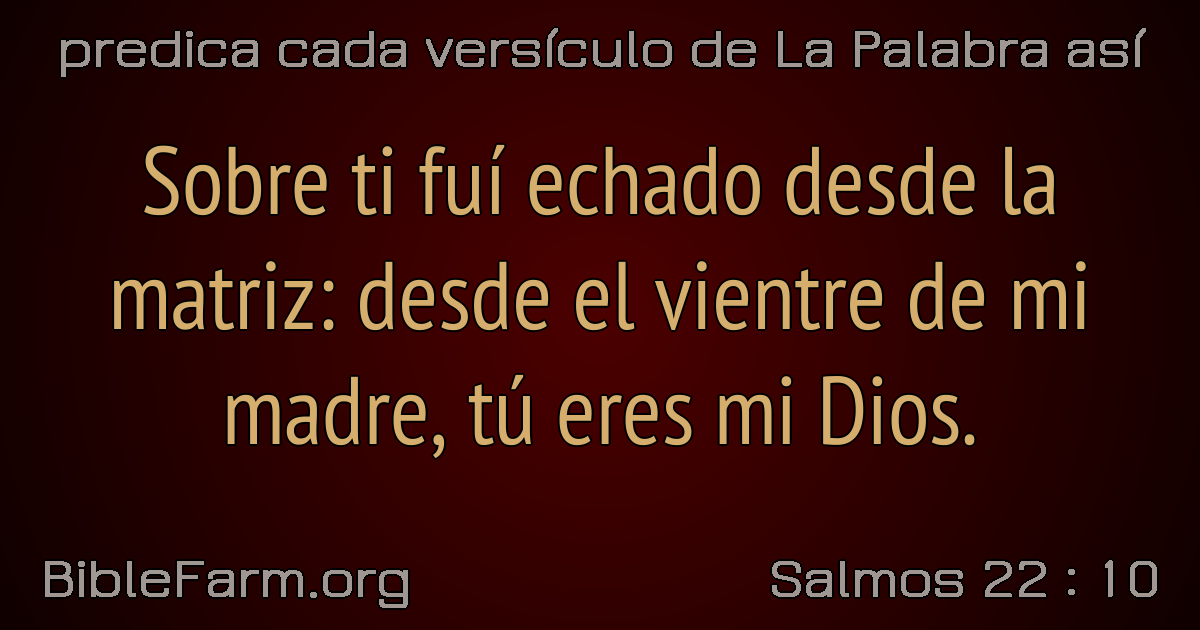 predica cada versículo de La Palabra así
Sobre ti fuí echado desde la
matriz: desde el vientre de mi
madre, tú eres mi Dios.
BibleFarm.org
Salmos 22 : 10